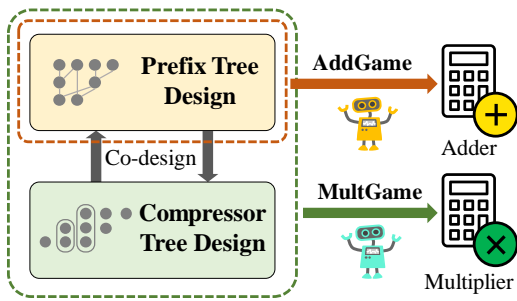 Prefix Tree
Design
AddGame
Adder
Co-design
Compressor
Tree Design
MultGame
Multiplier